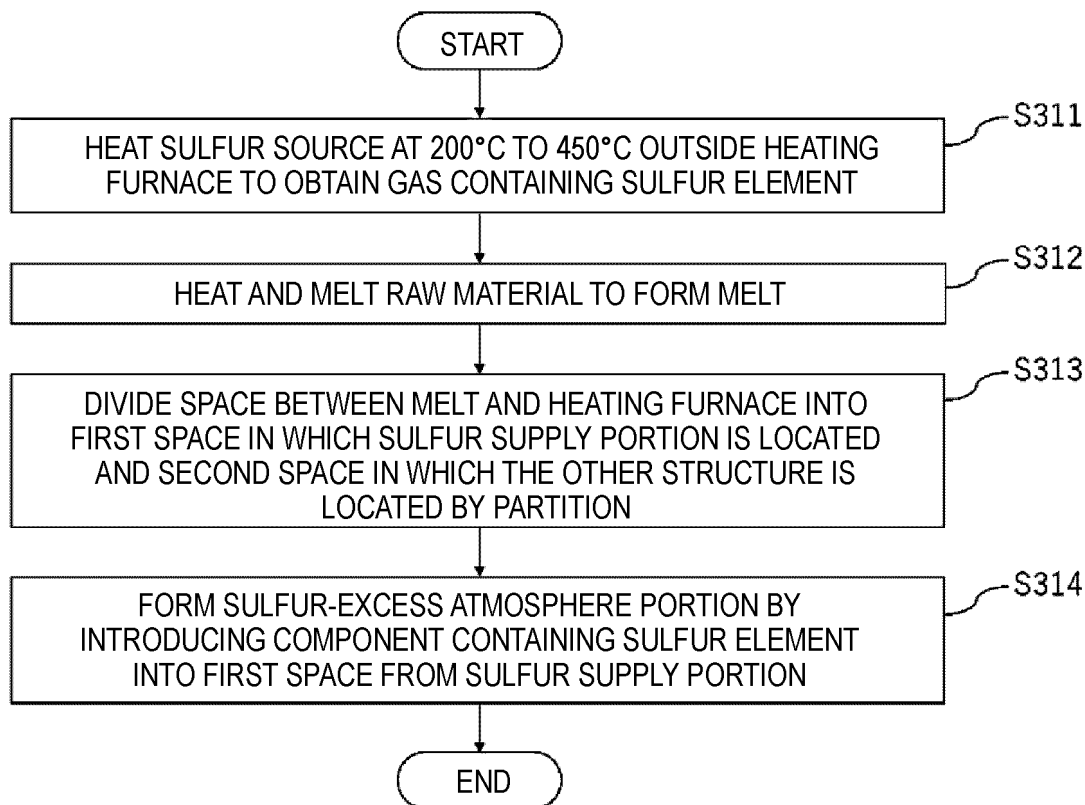 START
HEAT SULFUR SOURCE AT 200°C TO 450°C OUTSIDE HEATING
FURNACE TO OBTAIN GAS CONTAINING SULFUR ELEMENT
S311
HEAT AND MELT RAW MATERIAL TO FORM MELT
S312
DIVIDE SPACE BETWEEN MELT AND HEATING FURNACE INTO
FIRST SPACE IN WHICH SULFUR SUPPLY PORTION IS LOCATED
AND SECOND SPACE IN WHICH THE OTHER STRUCTURE IS
LOCATED BY PARTITION
S313
FORM SULFUR-EXCESS ATMOSPHERE PORTION BY
INTRODUCING COMPONENT CONTAINING SULFUR ELEMENT
INTO FIRST SPACE FROM SULFUR SUPPLY PORTION
S314
END